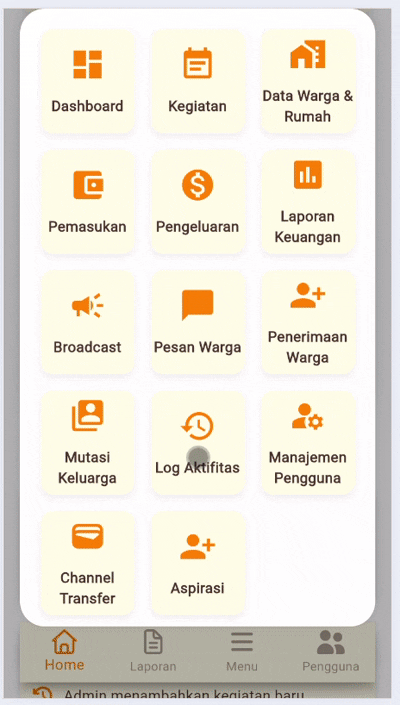 Dashboard
Kegiatan
Data Warga &
Rumah
Pemasukan
Pengeluaran
Laporan
Keuangan
Broadcast
Pesan Warga
Penerimaan
Warga
Mutasi
Keluarga
Log Aktifitas
Manajemen
Pengguna
Channel
Transfer
Aspirasi
Home
Laporan
Menu
Pengguna
Admin menambahkan kegiatan baru